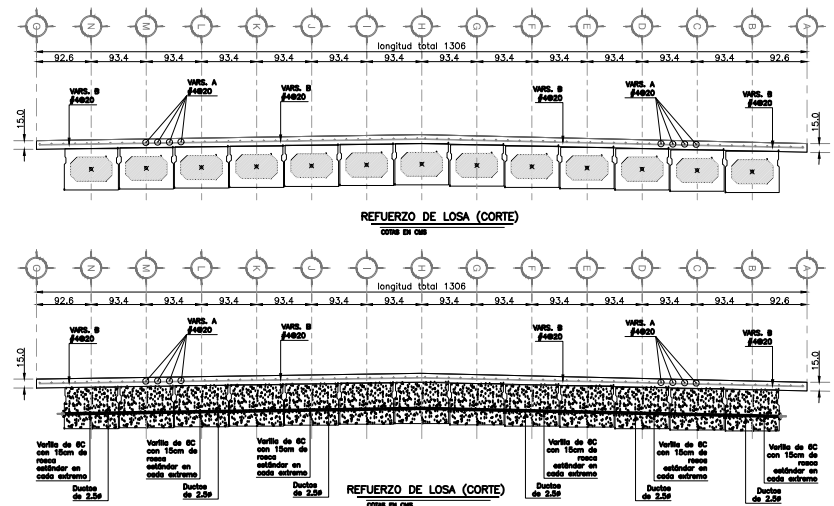 O N M L K J I H G F E D C B A
longitud total 1306
92.6 93.4 93.4 93.4 93.4 93.4 93.4 93.4 93.4 93.4 93.4 93.4 93.4 92.6
VARS. B
#4@20
VARS. A
#4@20
VARS. B
#4@20
VARS. B
#4@20
VARS. A
#4@20
VARS. B
#4@20
15.0
15.0
REFUERZO DE LOSA (CORTE)
COTAS EN CMS
O N M L K J I H G F E D C B A
longitud total 1306
92.6 93.4 93.4 93.4 93.4 93.4 93.4 93.4 93.4 93.4 93.4 93.4 93.4 92.6
VARS. B
#4@20
VARS. A
#4@20
VARS. B
#4@20
VARS. B
#4@20
VARS. A
#4@20
VARS. B
#4@20
15.0
15.0
Varilla de 6C
con 15cm de
rosca
estándar en
cada extremo
Ductos
de 2.5ø
Varilla de 6C
con 15cm de
rosca
estándar en
cada extremo
Ductos
de 2.5ø
Varilla de 6C
con 15cm de
rosca
estándar en
cada extremo
Ductos
de 2.5ø
Varilla de 6C
con 15cm de
rosca
estándar en
cada extremo
Ductos
de 2.5ø
Varilla de 6C
con 15cm de
rosca
estándar en
cada extremo
Ductos
de 2.5ø
Varilla de 6C
con 15cm de
rosca
estándar en
cada extremo
Ductos
de 2.5ø
REFUERZO DE LOSA (CORTE)
COTAS EN CMS